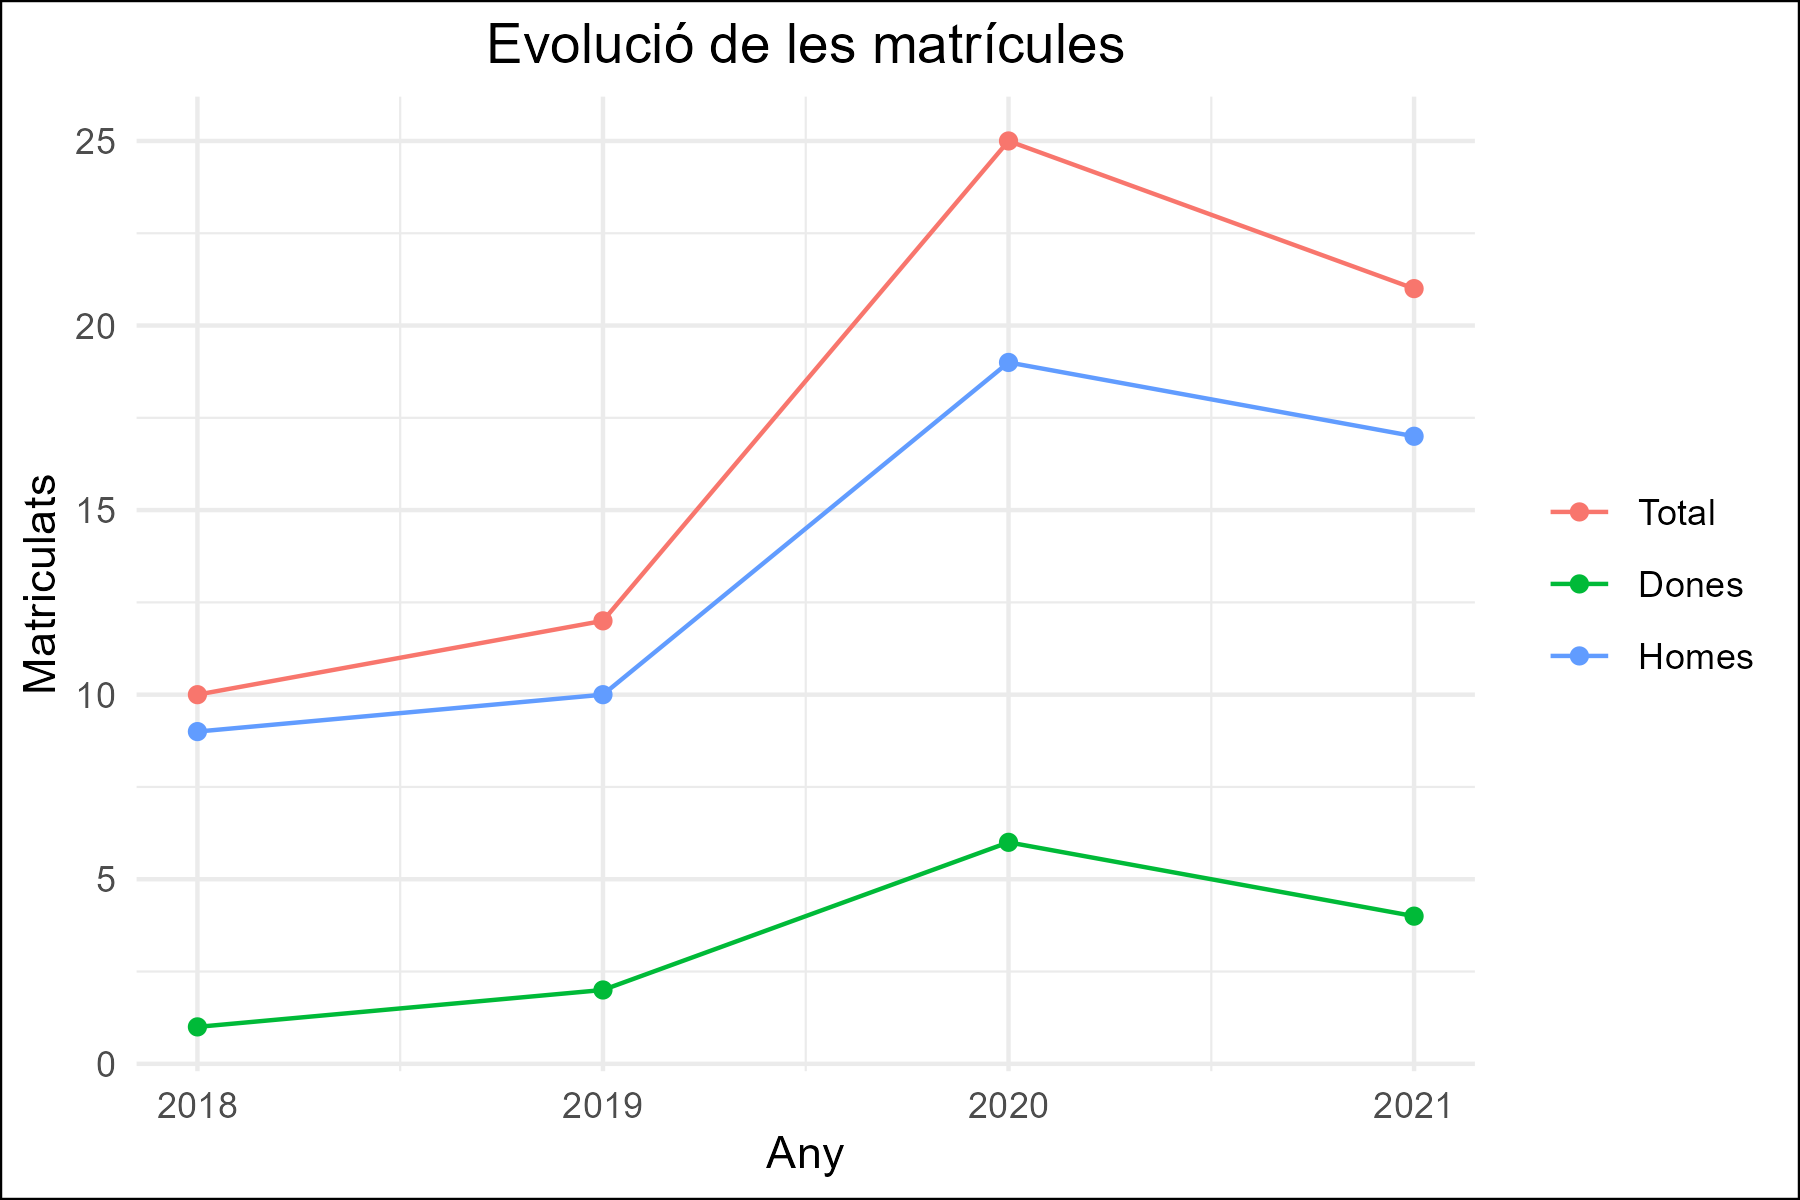 Evolució de les matrícules
Matriculats
25
20
15
10
5
0
2018 2019 2020 2021
Any
Total
Dones
Homes